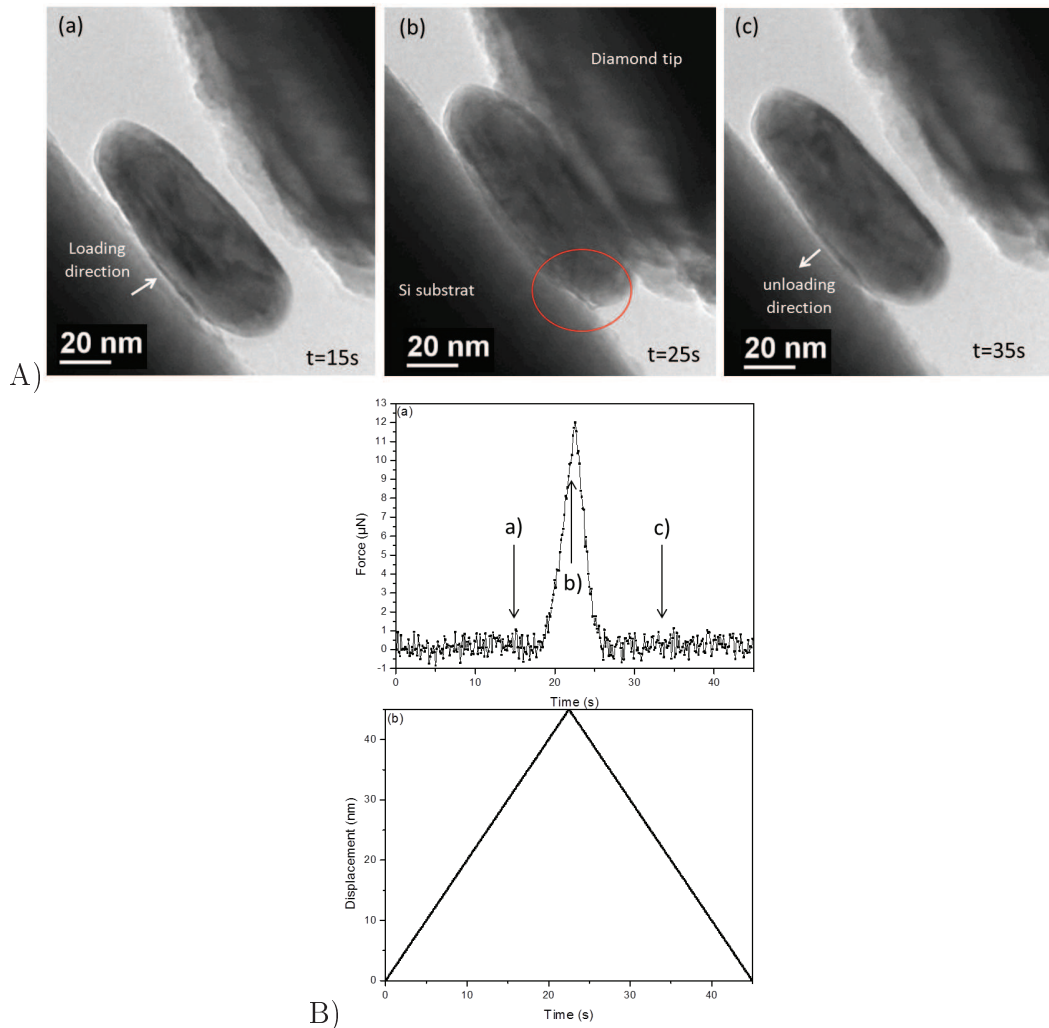 (a)
Loading
direction
20 nm
t=15s
(b)
Diamond tip
Si substrat
20 nm
t=25s
(c)
unloading
direction
20 nm
t=35s
A)
(a)
13
12
11
10
9
8
7
6
5
4
3
2
1
0
-1
Force (µN)
a)
b)
c)
0 10 20 30 40
Time (s)
(b)
40
30
20
10
0
Displacement (nm)
0 10 20 30 40
Time (s)
B)